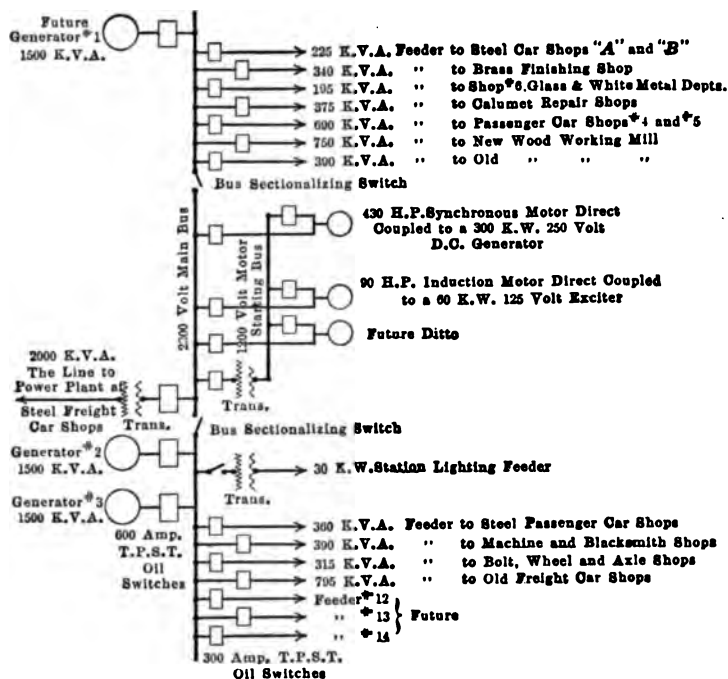 Future
Generator #1
1500 K.V.A.
225 K.V.A. Feeder to Steel Car Shops "A" and "B"
340 K.V.A. " to Brass Finishing Shop
195 K.V.A. " to Shop #6, Glass & White Metal Depts.
375 K.V.A. " to Calumet Repair Shops
690 K.V.A. " to Passenger Car Shops #4 and #5
750 K.V.A. " to New Wood Working Mill
390 K.V.A. " to Old " " "
Bus Sectionalizing Switch
2200 Volt Main Bus
1200 Volt Motor
Starting Bus
430 H.P. Synchronous Motor Direct
Coupled to a 300 K.W. 250 Volt
D.C. Generator
90 H.P. Induction Motor Direct Coupled
to a 60 K.W. 125 Volt Exciter
Future Ditto
2000 K.V.A.
The Line to
Power Plant at
Steel Freight
Car Shops
Trans.
Trans.
Bus Sectionalizing Switch
Generator #2
1500 K.V.A.
30 K.W. Station Lighting Feeder
Trans.
Generator #3
1500 K.V.A.
600 Amp.
T.P.S.T.
Oil
Switches
360 K.V.A. Feeder to Steel Passenger Car Shops
390 K.V.A. " to Machine and Blacksmith Shops
315 K.V.A. " to Bolt, Wheel and Axle Shops
795 K.V.A. " to Old Freight Car Shops
Feeder #12
" #13
" #14
Future
300 Amp. T.P.S.T.
Oil Switches